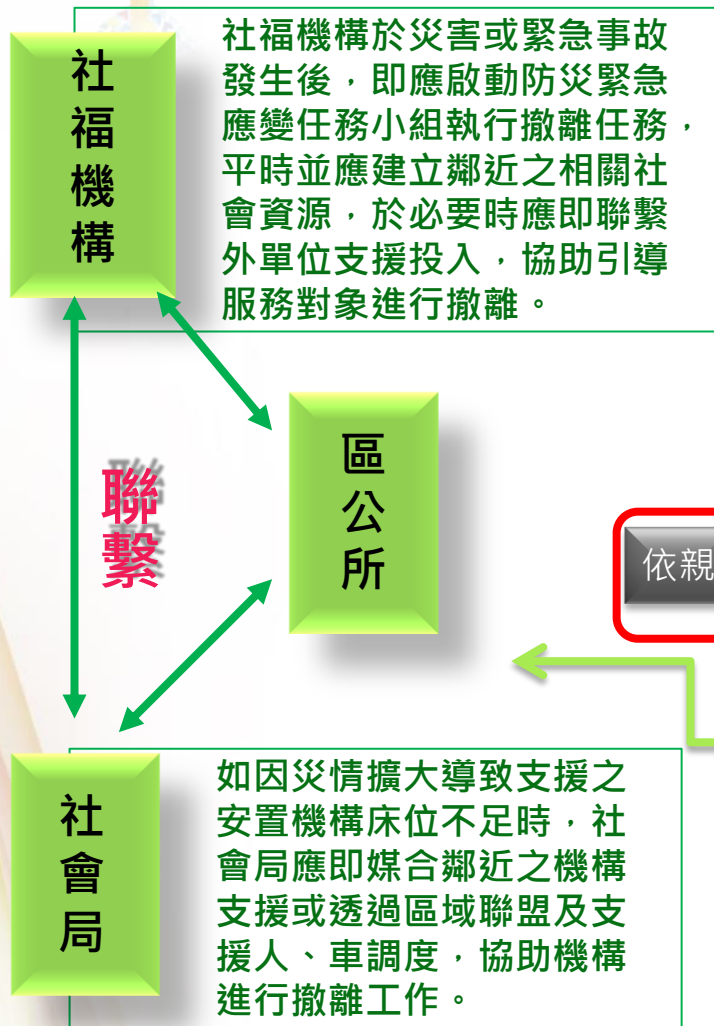 社福機構
社福機構於災害或緊急事故
發生後，即應啟動防災緊急
應變任務小組執行撤離任務，
平時並應建立鄰近之相關社
會資源，於必要時應即聯繫
外單位支援投入，協助引導
服務對象進行撤離。
聯繫
區公所
依親
社會局
如因災情擴大導致支援之
安置機構床位不足時，社
會局應即媒合鄰近之機構
支援或透過區域聯盟及支
援人、車調度，協助機構
進行撤離工作。